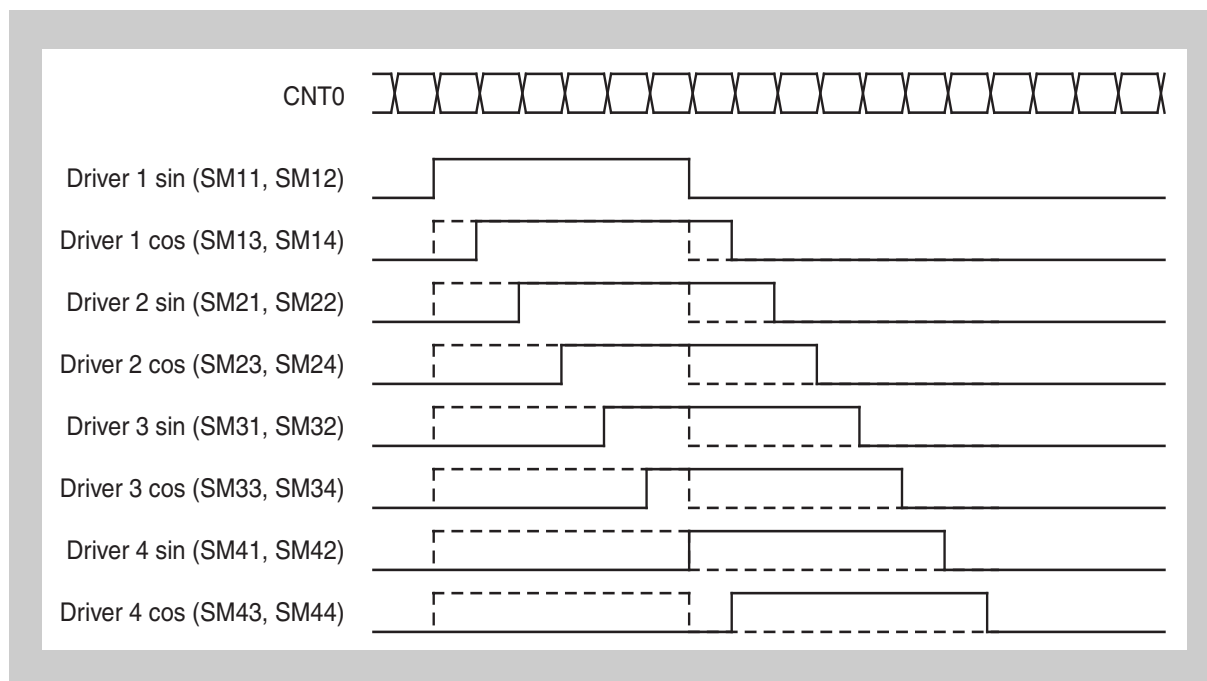 CNT0
Driver 1 sin (SM11, SM12)
Driver 1 cos (SM13, SM14)
Driver 2 sin (SM21, SM22)
Driver 2 cos (SM23, SM24)
Driver 3 sin (SM31, SM32)
Driver 3 cos (SM33, SM34)
Driver 4 sin (SM41, SM42)
Driver 4 cos (SM43, SM44)